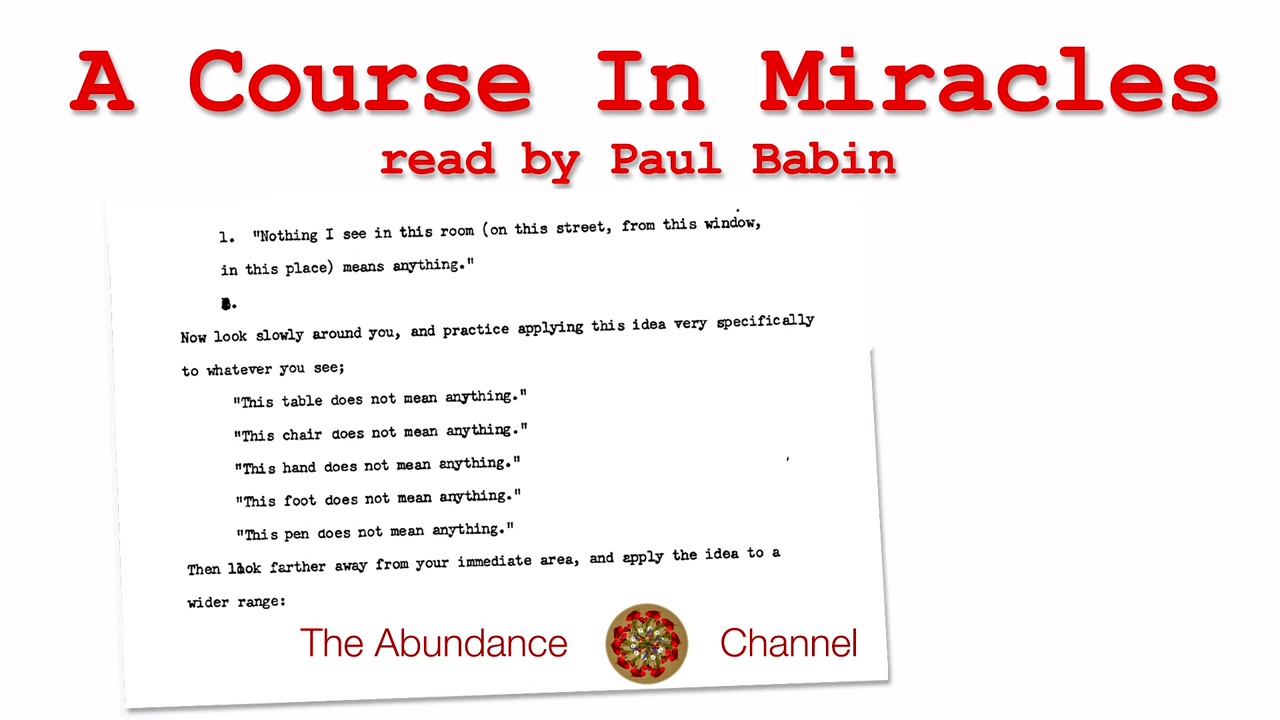 A Course In Miracles
read by Paul Babin
1. "Nothing I see in this room (on this street, from this window,
in this place) means anything."
Now look slowly around you, and practice applying this idea very specifically
to whatever you see;
"This table does not mean anything."
"This chair does not mean anything."
"This hand does not mean anything."
"This foot does not mean anything."
"This pen does not mean anything."
Then look farther away from your immediate area, and apply the idea to a
wider range:
The Abundance Channel